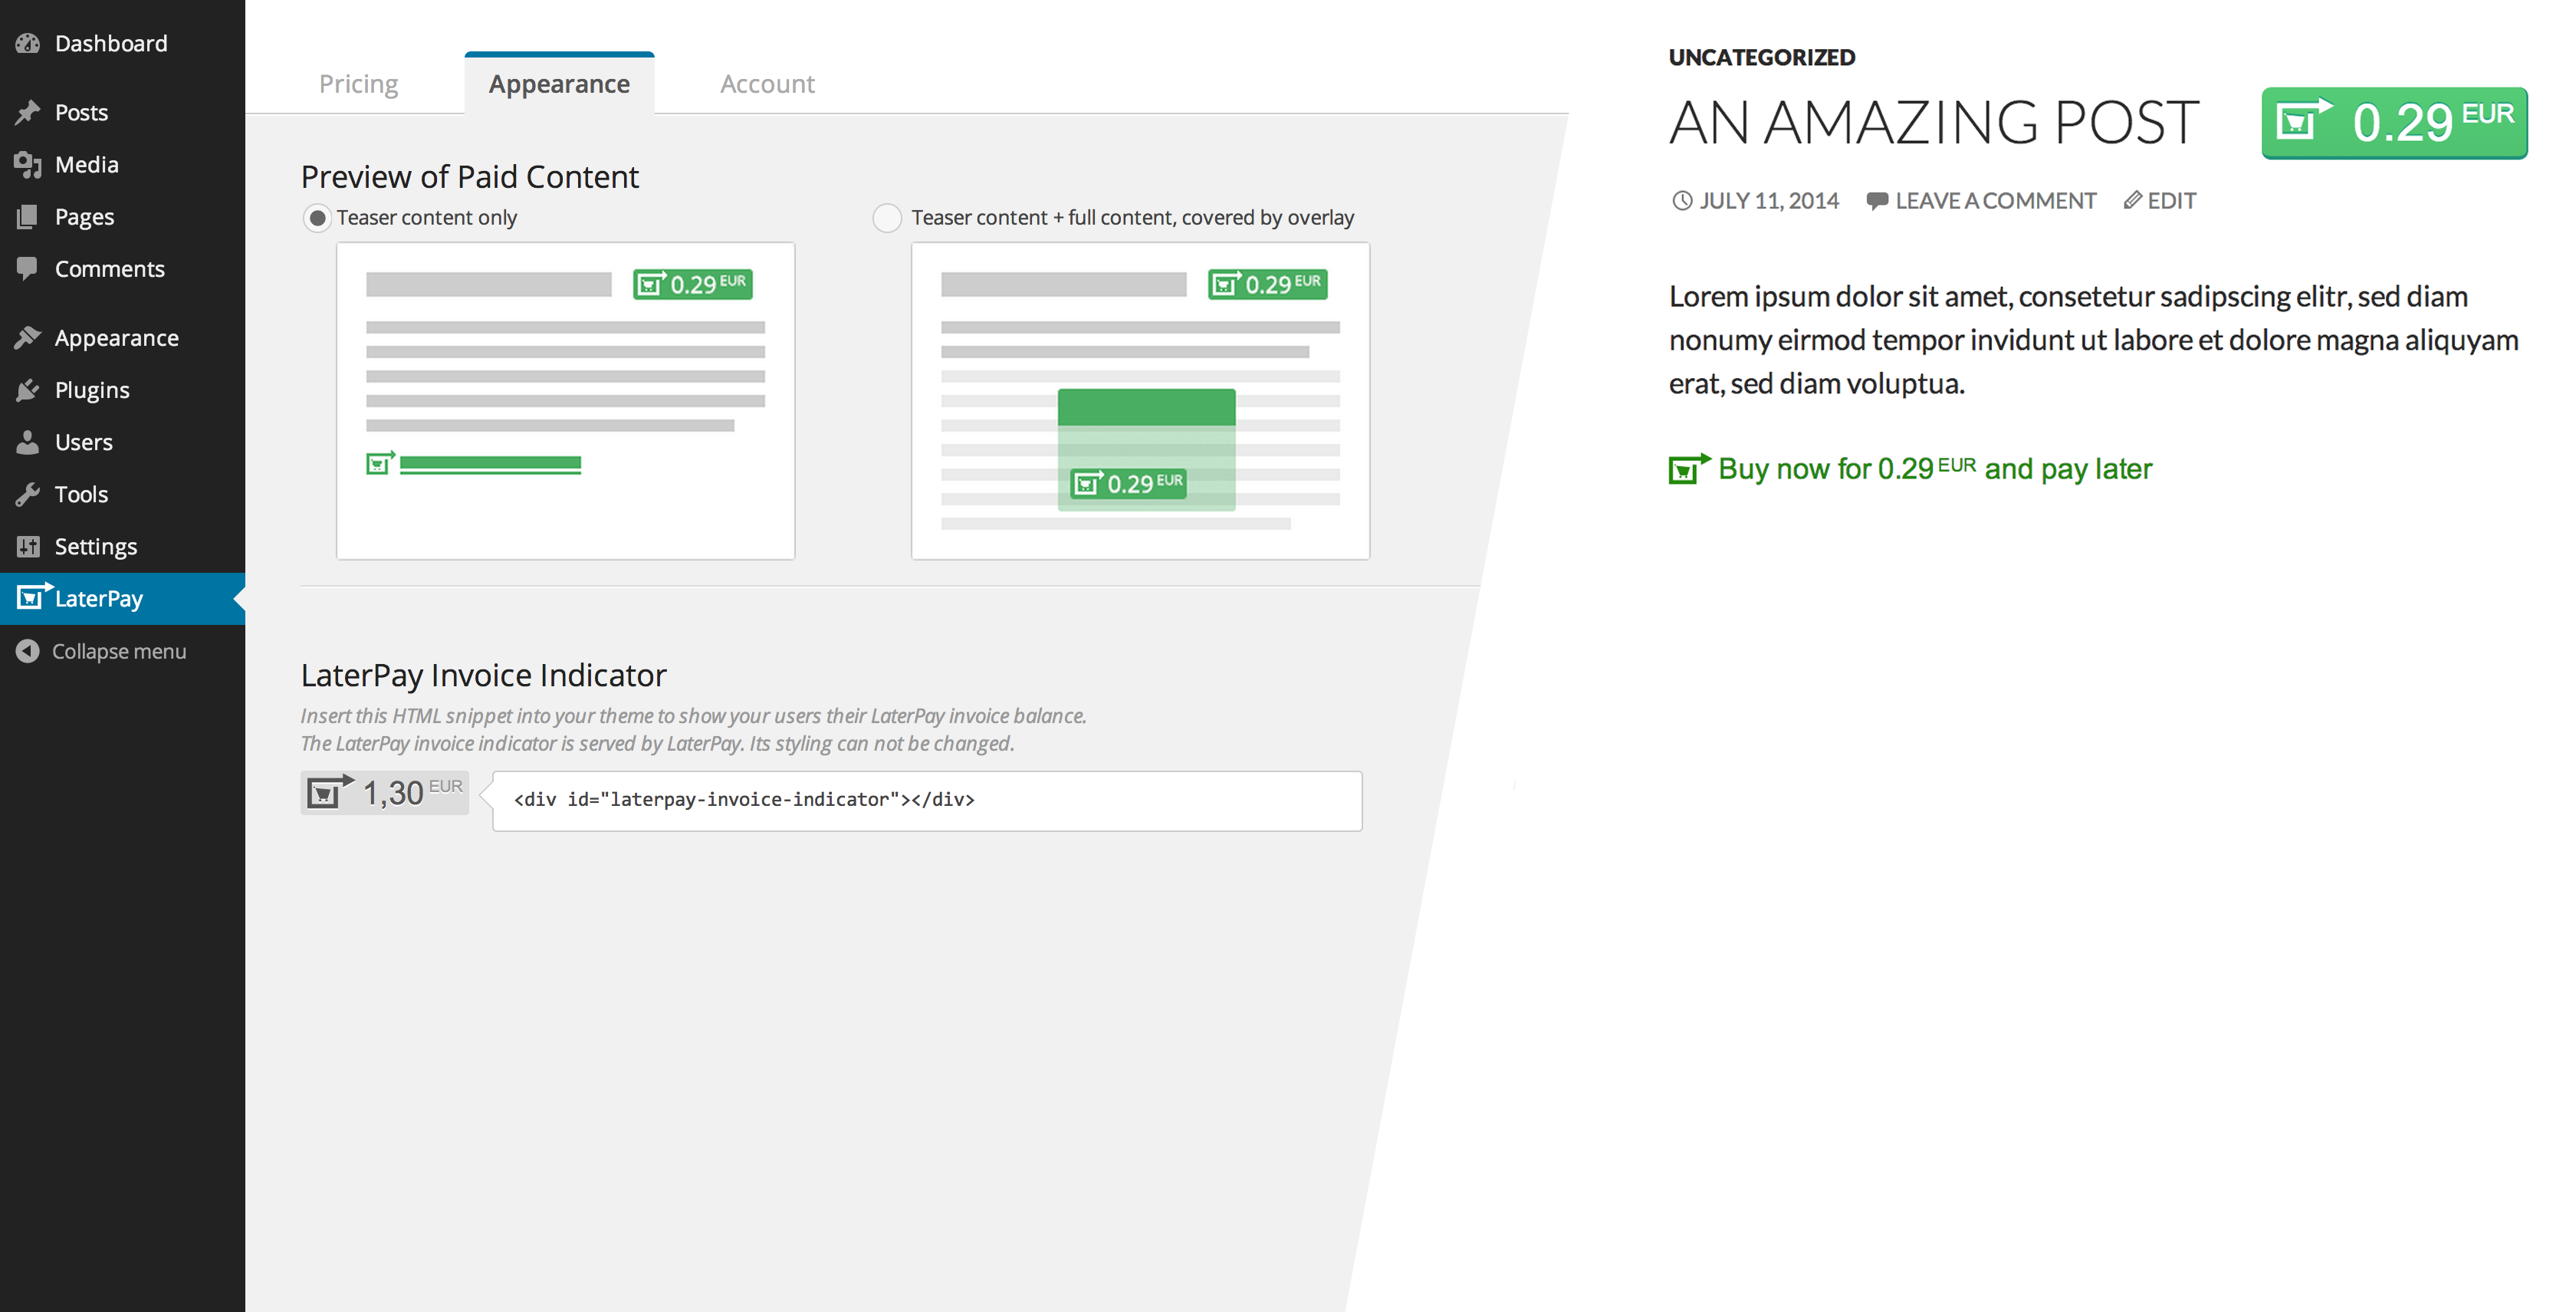 Dashboard
Posts
Media
Pages
Comments
Appearance
Plugins
Users
Tools
Settings
LaterPay
Collapse menu
Pricing
Appearance
Account
Preview of Paid Content
Teaser content only
0.29 EUR
Teaser content + full content, covered by overlay
0.29 EUR
0.29 EUR
LaterPay Invoice Indicator
Insert this HTML snippet into your theme to show your users their LaterPay invoice balance.
The LaterPay invoice indicator is served by LaterPay. Its styling can not be changed.
1,30 EUR
<div id="laterpay-invoice-indicator"></div>
UNCATEGORIZED
AN AMAZING POST
0.29 EUR
JULY 11, 2014 LEAVE A COMMENT EDIT
Lorem ipsum dolor sit amet, consetetur sadipscing elitr, sed diam
nonumy eirmod tempor invidunt ut labore et dolore magna aliquyam
erat, sed diam voluptua.
Buy now for 0.29 EUR and pay later